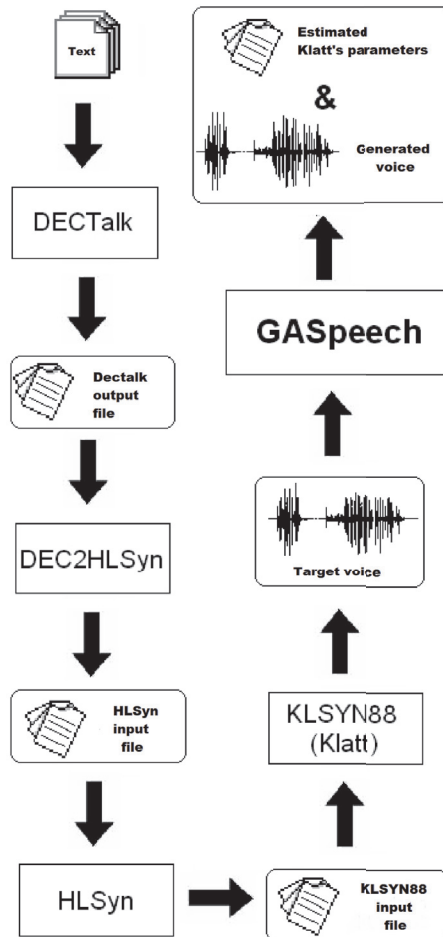 Text
DECTalk
Dectalk
output
file
DEC2HLSyn
HLSyn
input
file
HLSyn
KLSYN88
input
file
KLSYN88
(Klatt)
Target voice
GASpeech
Estimated
Klatt's parameters
&
Generated
voice